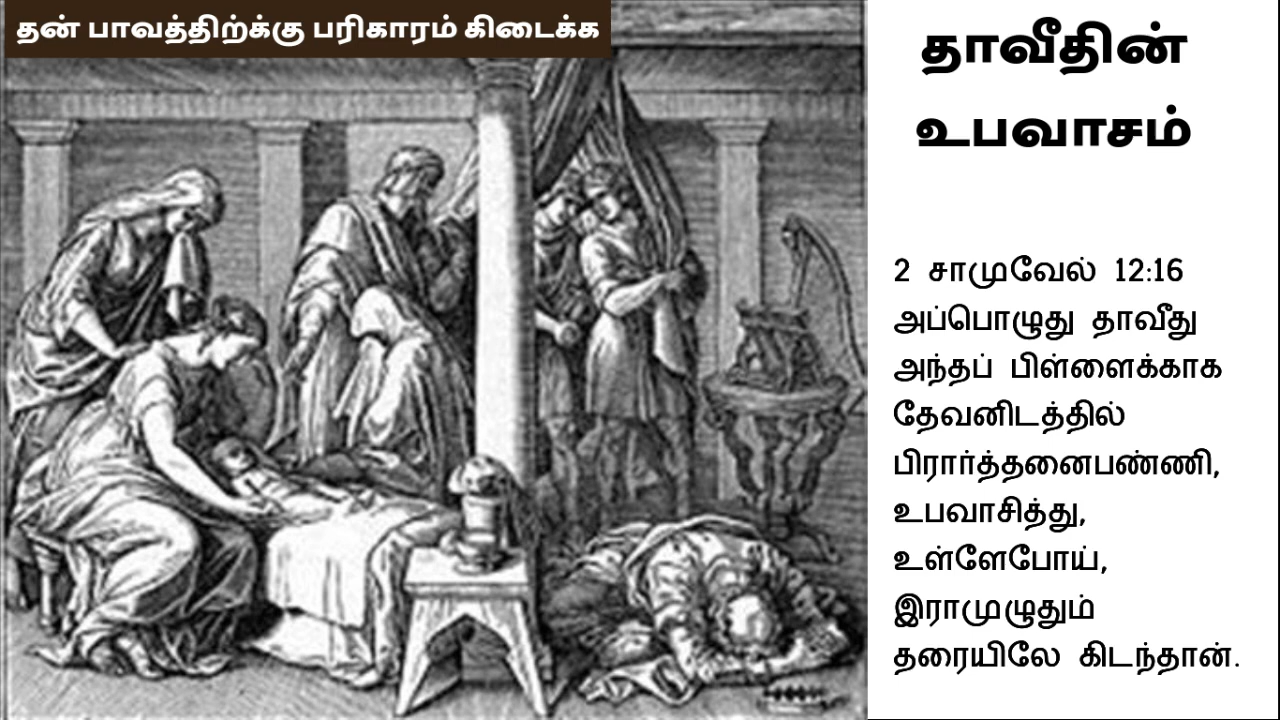 தன் பாவத்திற்க்கு பரிகாரம் கிடைக்க
தாவீதின்
உபவாசம்
2 சாமுவேல் 12:16
அப்பொழுது தாவீது
அந்தப் பிள்ளைக்காக
தேவனிடத்தில்
பிரார்த்தனைபண்ணி,
உபவாசித்து,
உள்ளேபோய்,
இராமுழுதும்
தரையிலே கிடந்தான்.